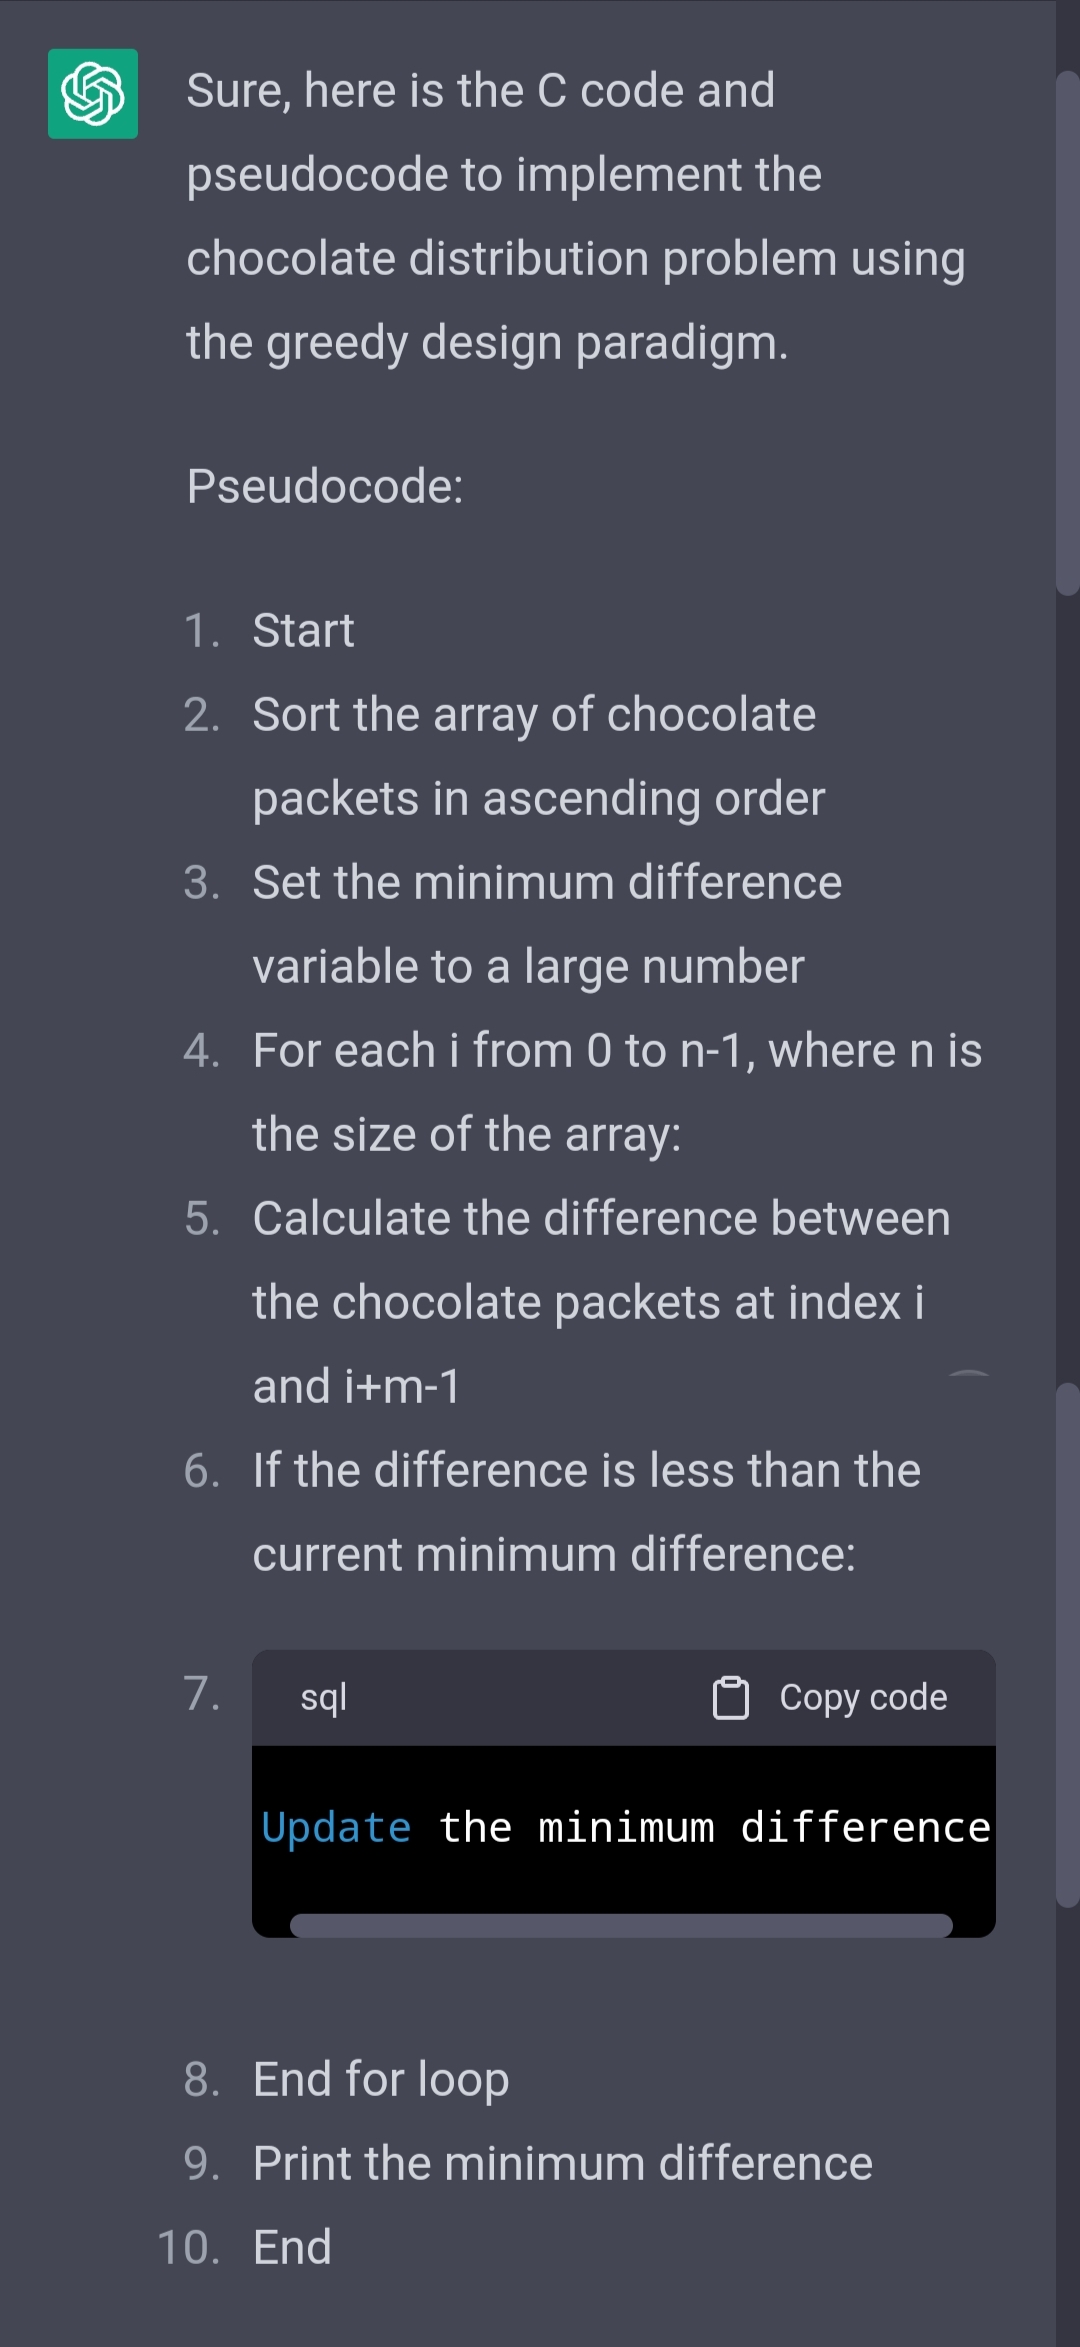 Sure, here is the C code and
pseudocode to implement the
chocolate distribution problem using
the greedy design paradigm.
Pseudocode:
1. Start
2. Sort the array of chocolate
packets in ascending order
3. Set the minimum difference
variable to a large number
4. For each i from 0 to n-1, where n is
the size of the array:
5. Calculate the difference between
the chocolate packets at index i
and i+m-1
6. If the difference is less than the
current minimum difference:
7. sql Copy code
Update the minimum difference
8. End for loop
9. Print the minimum difference
10. End